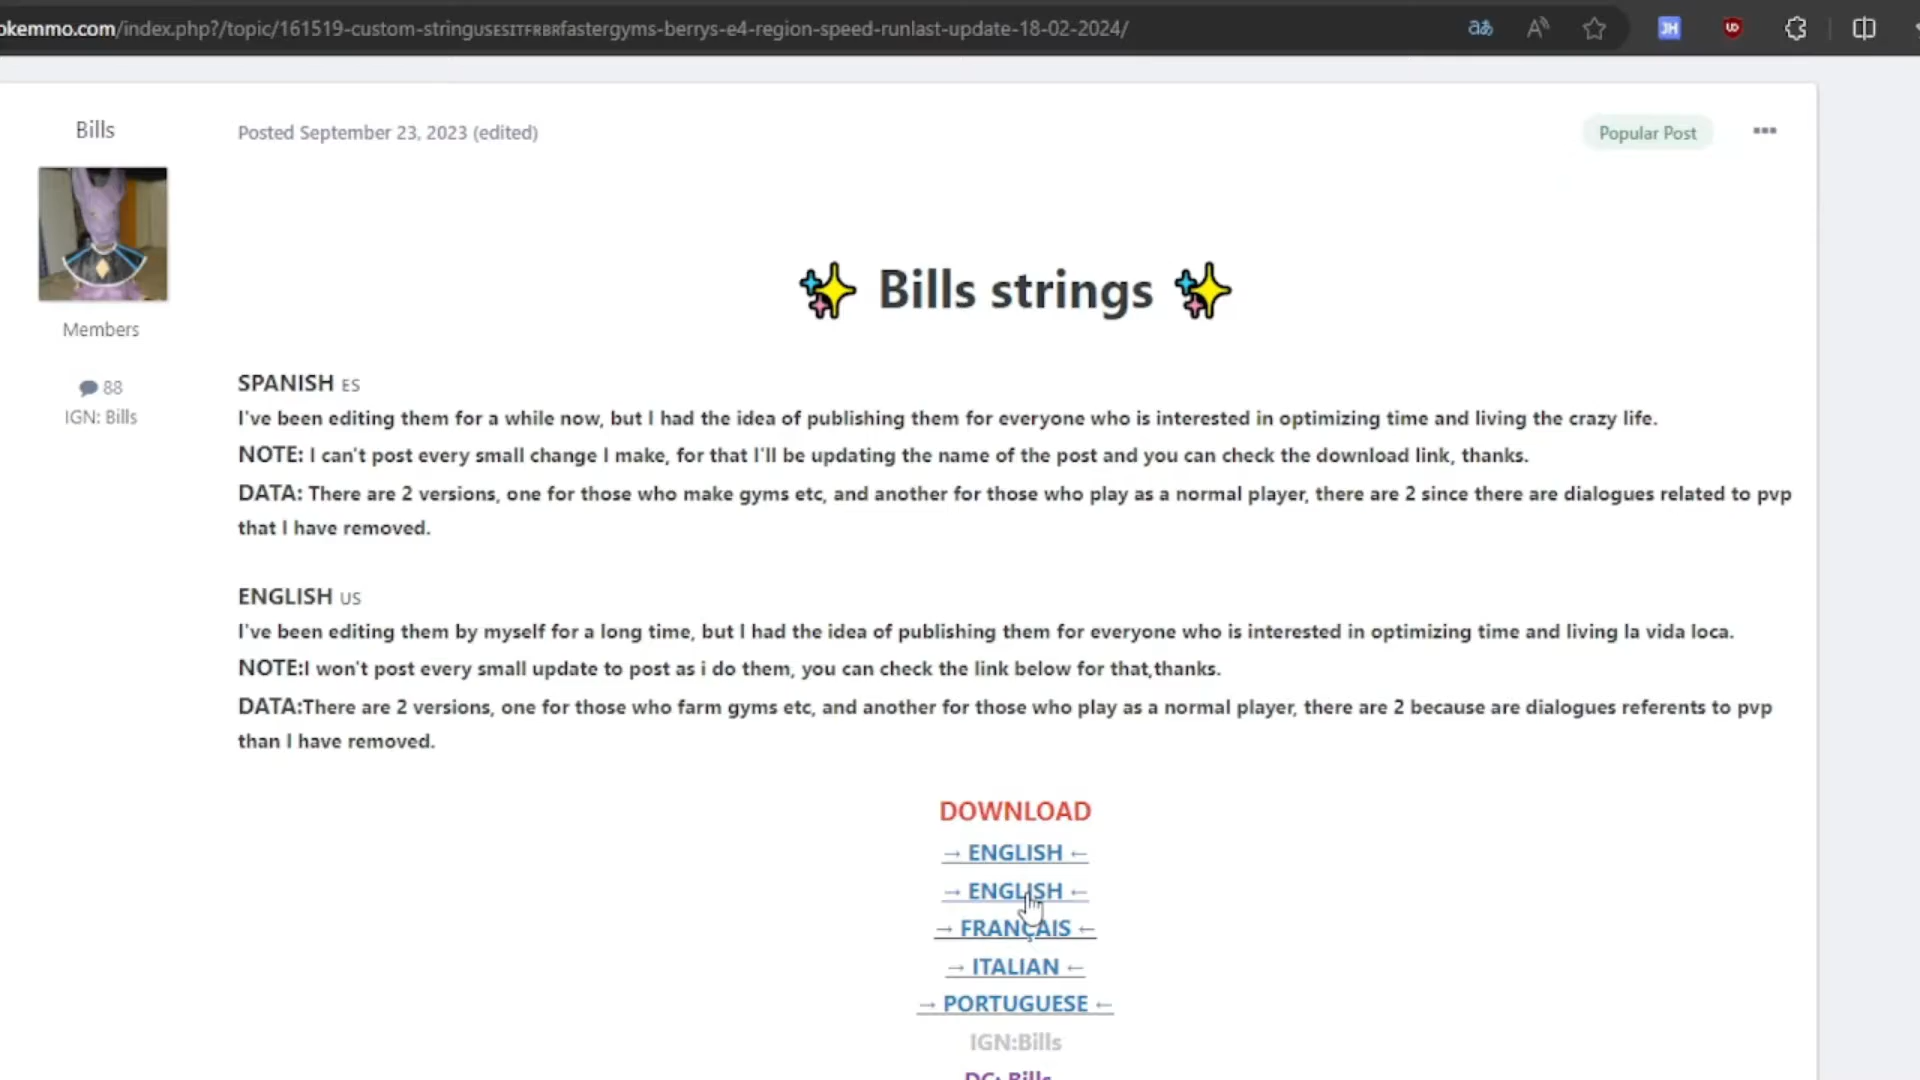 okemmo.com/index.php?/topic/161519-custom-stringᴜsᴇsɪᴛғʀʙʀfastergyms-berrys-e4-region-speed-runlast-update-18-02-2024/
Bills
Posted September 23, 2023 (edited)
Popular Post
✨ Bills strings ✨
Members
88
IGN: Bills
SPANISH ES
I've been editing them for a while now, but I had the idea of publishing them for everyone who is interested in optimizing time and living the crazy life.
NOTE: I can't post every small change I make, for that I'll be updating the name of the post and you can check the download link, thanks.
DATA: There are 2 versions, one for those who make gyms etc, and another for those who play as a normal player, there are 2 since there are dialogues related to pvp
that I have removed.
ENGLISH US
I've been editing them by myself for a long time, but I had the idea of publishing them for everyone who is interested in optimizing time and living la vida loca.
NOTE:I won't post every small update to post as i do them, you can check the link below for that,thanks.
DATA:There are 2 versions, one for those who farm gyms etc, and another for those who play as a normal player, there are 2 because are dialogues referents to pvp
than I have removed.
DOWNLOAD
→ ENGLISH ←
→ ENGLISH ←
→ FRANÇAIS ←
→ ITALIAN ←
→ PORTUGUESE ←
IGN:Bills
DC: Bills